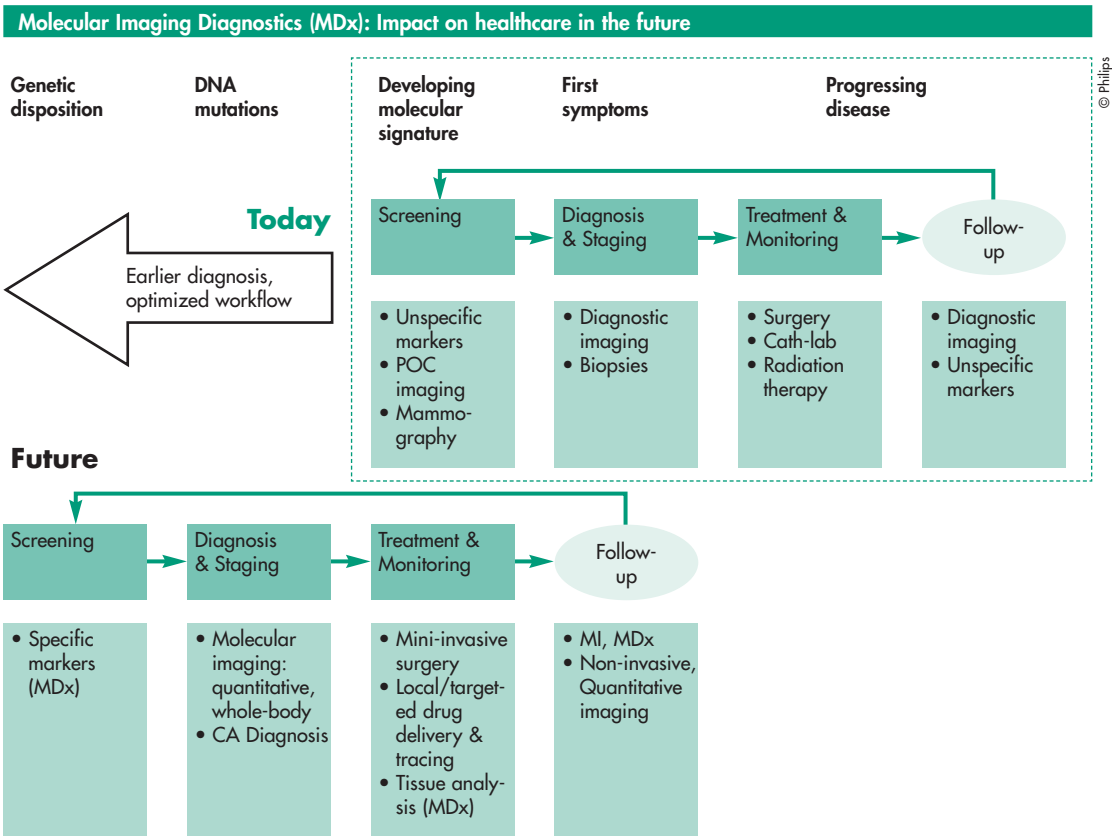 Molecular Imaging Diagnostics (MDx): Impact on healthcare in the future
© Philips
Genetic
disposition
DNA
mutations
Developing
molecular
signature
First
symptoms
Progressing
disease
Today
Earlier diagnosis,
optimized workflow
Screening
Diagnosis
& Staging
Treatment &
Monitoring
Follow-
up
• Unspecific
markers
• POC
imaging
• Mammo-
graphy
• Diagnostic
imaging
• Biopsies
• Surgery
• Cath-lab
• Radiation
therapy
• Diagnostic
imaging
• Unspecific
markers
Future
Screening
Diagnosis
& Staging
Treatment &
Monitoring
Follow-
up
• Specific
markers
(MDx)
• Molecular
imaging:
quantitative,
whole-body
• CA Diagnosis
• Mini-invasive
surgery
• Local/target-
ed drug
delivery &
tracing
• Tissue analy-
sis (MDx)
• MI, MDx
• Non-invasive,
Quantitative
imaging